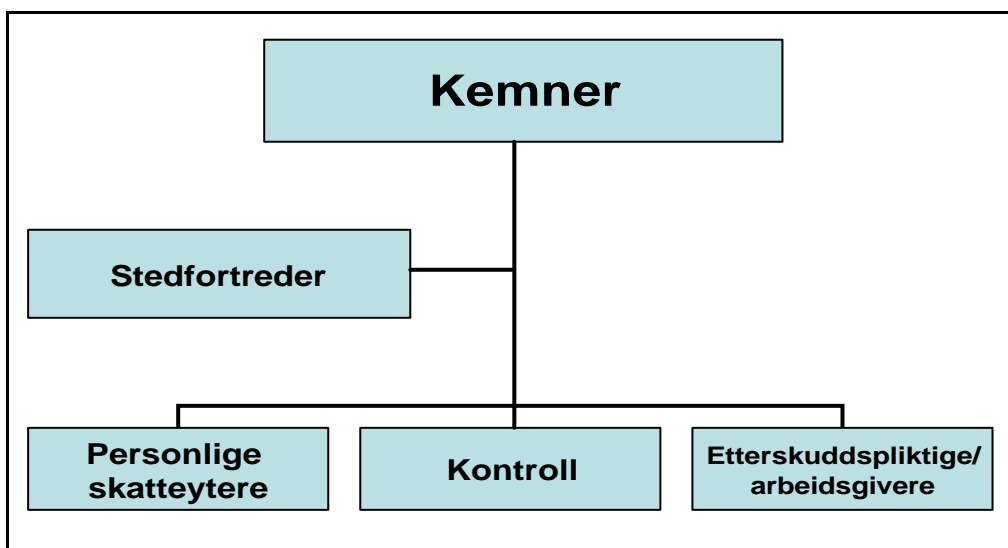 Kemner
Stedfortreder
Personlige
skatteytere
Kontroll
Etterskuddspliktige/
arbeidsgivere